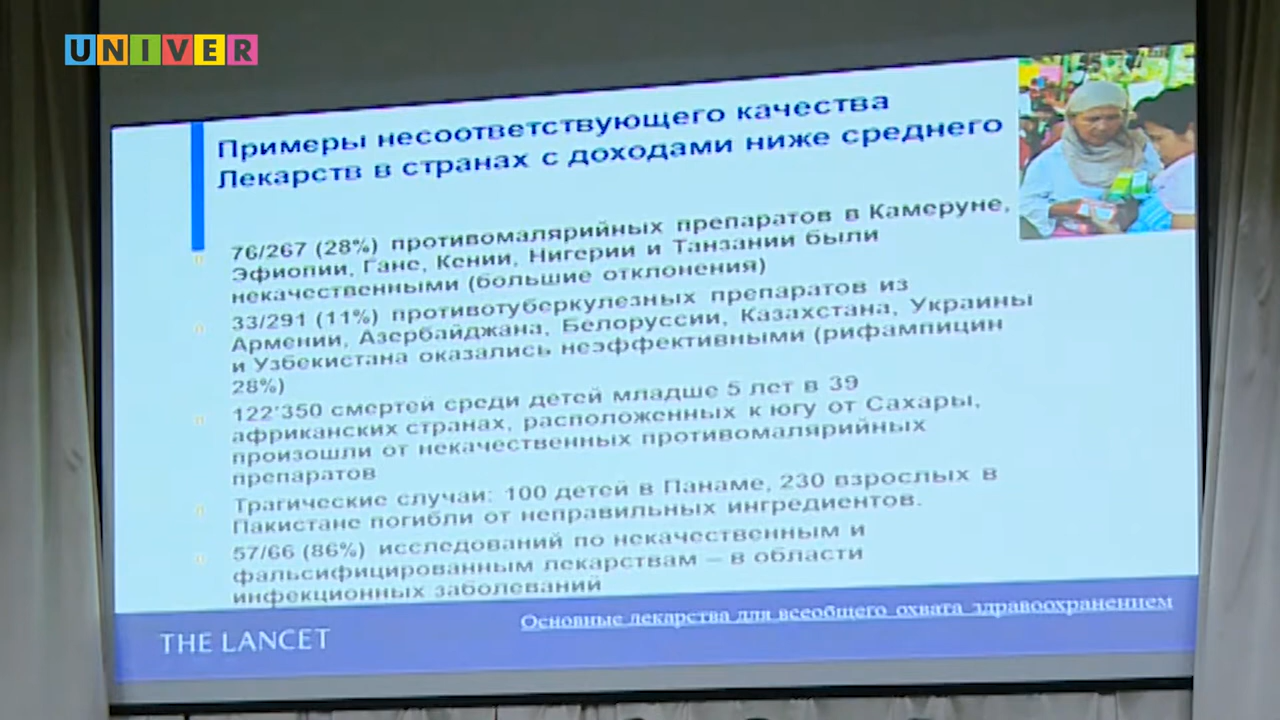 UNIVER
Примеры несоответствующего качества
Лекарств в странах с доходами ниже среднего
76/267 (28%) противомалярийных препаратов в Камеруне,
Эфиопии, Гане, Кении, Нигерии и Танзании были
некачественными (большие отклонения)
33/291 (11%) противотуберкулезных препаратов из
Армении, Азербайджана, Белоруссии, Казахстана, Украины
и Узбекистана оказались неэффективными (рифампицин
28%)
122'350 смертей среди детей младше 5 лет в 39
африканских странах, расположенных к югу от Сахары,
произошли от некачественных противомалярийных
препаратов
Трагические случаи: 100 детей в Панаме, 230 взрослых в
Пакистане погибли от неправильных ингредиентов.
57/66 (86%) исследований по некачественным и
фальсифицированным лекарствам – в области
инфекционных заболеваний
Основные лекарства для всеобщего охвата здравоохранением
THE LANCET